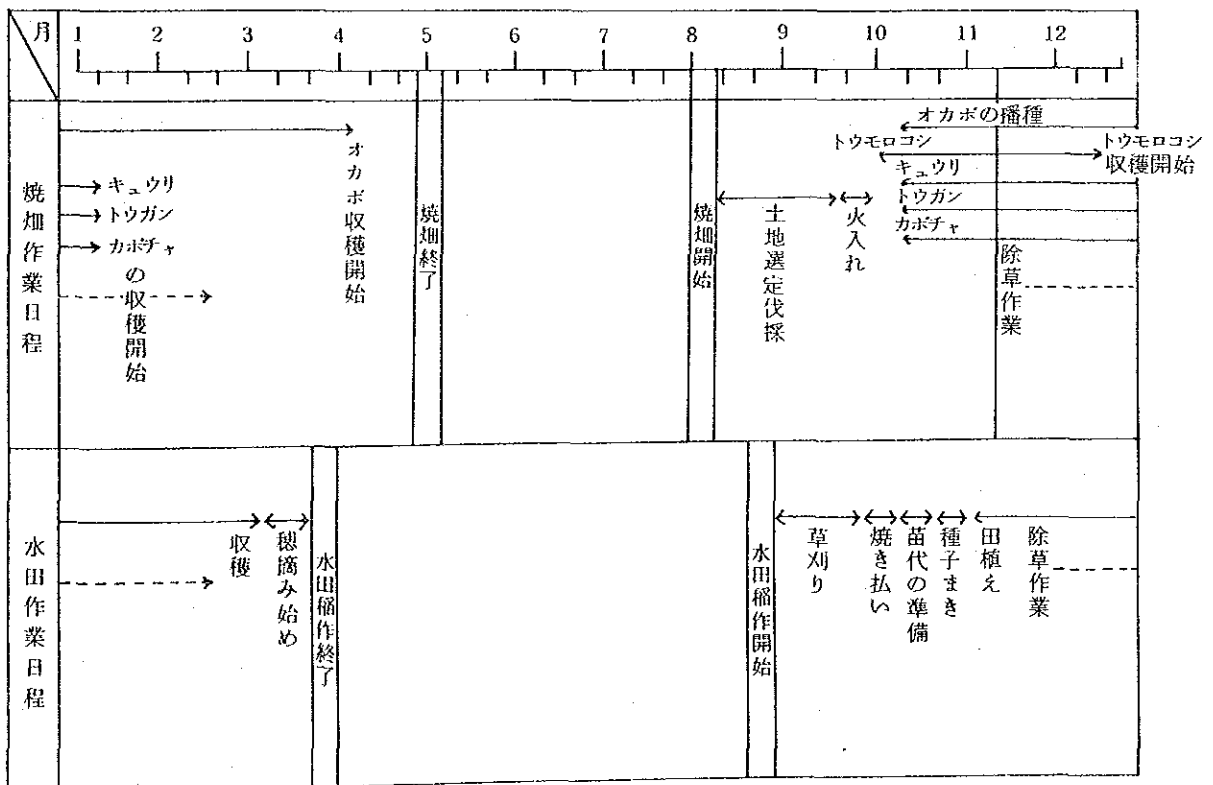 月
1 2 3 4 5 6 7 8 9 10 11 12
焼畑作業日程
キュウリ
トウガン
カボチャ
の収穫開始
オカボ収穫開始
焼畑終了
焼畑開始
土地選定伐採
火入れ
オカボの播種
トウモロコシ
キュウリ
トウガン
カボチャ
除草作業
トウモロコシ
収穫開始
水田作業日程
収穫
穂摘み始め
水田稲作終了
水田稲作開始
草刈り
焼き払い
苗代の準備
種子まき
田植え
除草作業